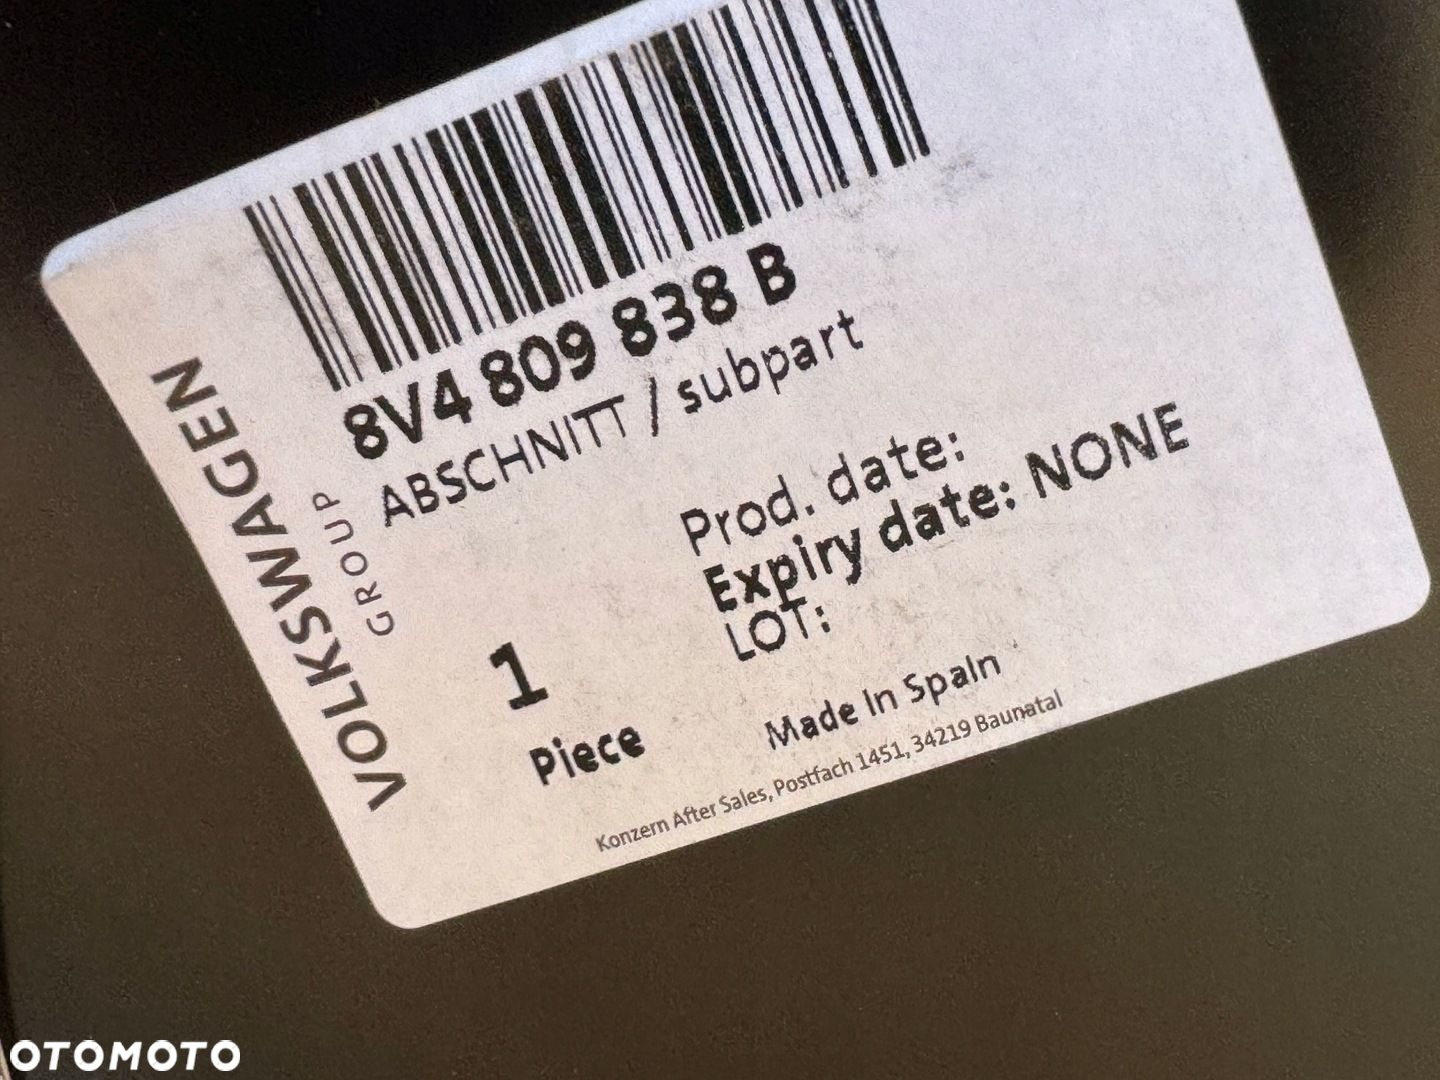 8V4 809 838 B
ABSCHNITT / subpart
Prod. date:
Expiry date: NONE
LOT:
1
Piece
Made In Spain
Konzern After Sales, Postfach 1451, 34219 Baunatal
VOLKSWAGEN
GROUP
OTOMOTO